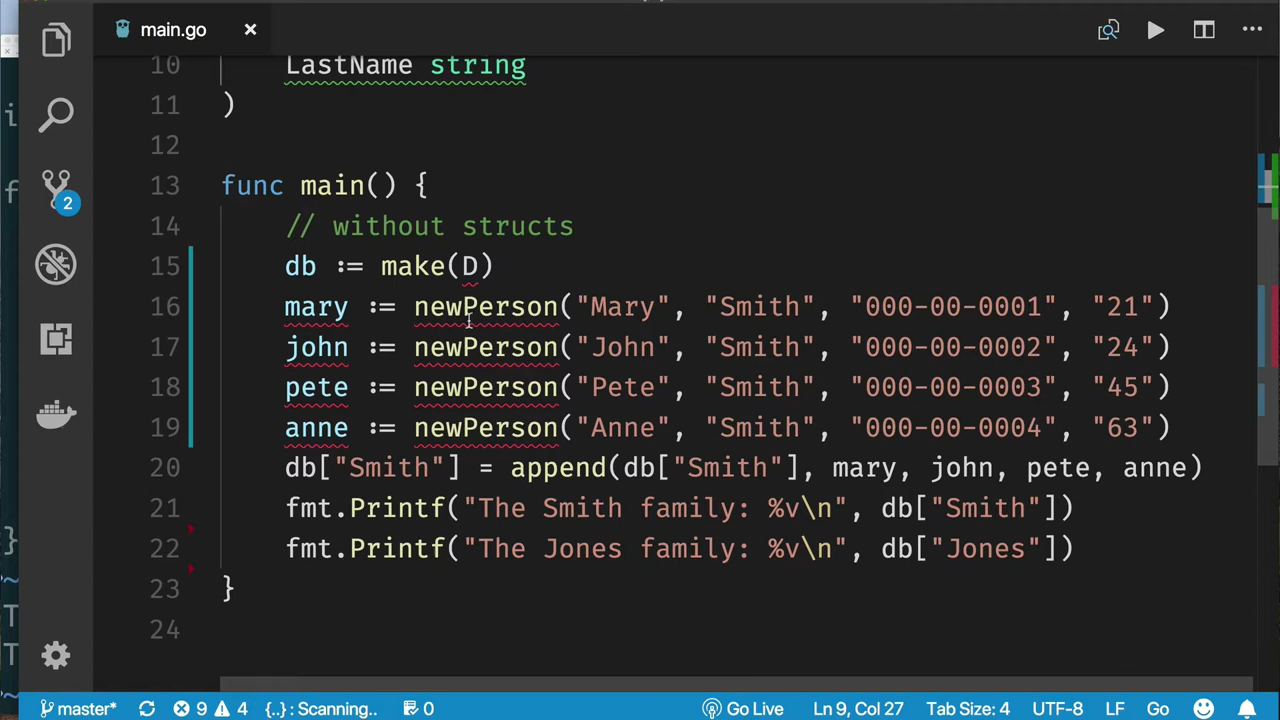 main.go
10 LastName string
11 )
12
13 func main() {
14 // without structs
15 db := make(D)
16 mary := newPerson("Mary", "Smith", "000-00-0001", "21")
17 john := newPerson("John", "Smith", "000-00-0002", "24")
18 pete := newPerson("Pete", "Smith", "000-00-0003", "45")
19 anne := newPerson("Anne", "Smith", "000-00-0004", "63")
20 db["Smith"] = append(db["Smith"], mary, john, pete, anne)
21 fmt.Printf("The Smith family: %v\n", db["Smith"])
22 fmt.Printf("The Jones family: %v\n", db["Jones"])
23 }
24
2
master* 9 4 {..} : Scanning.. 0 Go Live Ln 9, Col 27 Tab Size: 4 UTF-8 LF Go